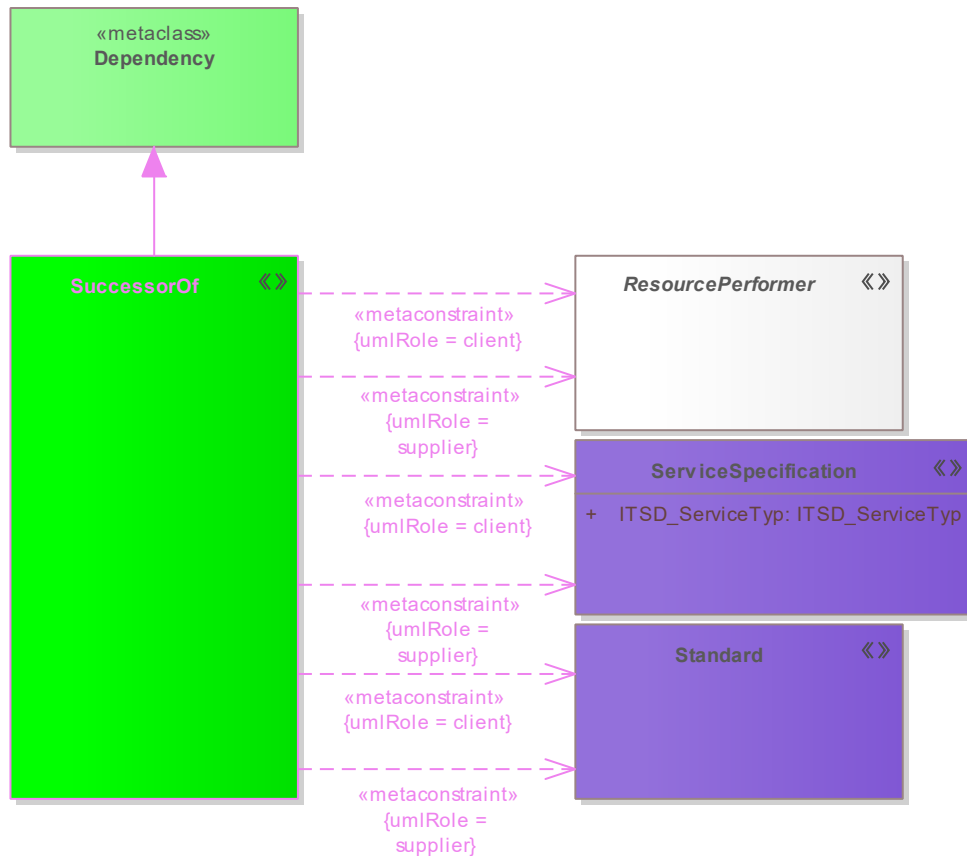 «metaclass»
Dependency
SuccessorOf
«»
ResourcePerformer
«»
«metaconstraint»
{umlRole = client}
«metaconstraint»
{umlRole =
supplier}
ServiceSpecification
«»
+ ITSD_ServiceTyp: ITSD_ServiceTyp
«metaconstraint»
{umlRole = client}
«metaconstraint»
{umlRole =
supplier}
Standard
«»
«metaconstraint»
{umlRole = client}
«metaconstraint»
{umlRole =
supplier}